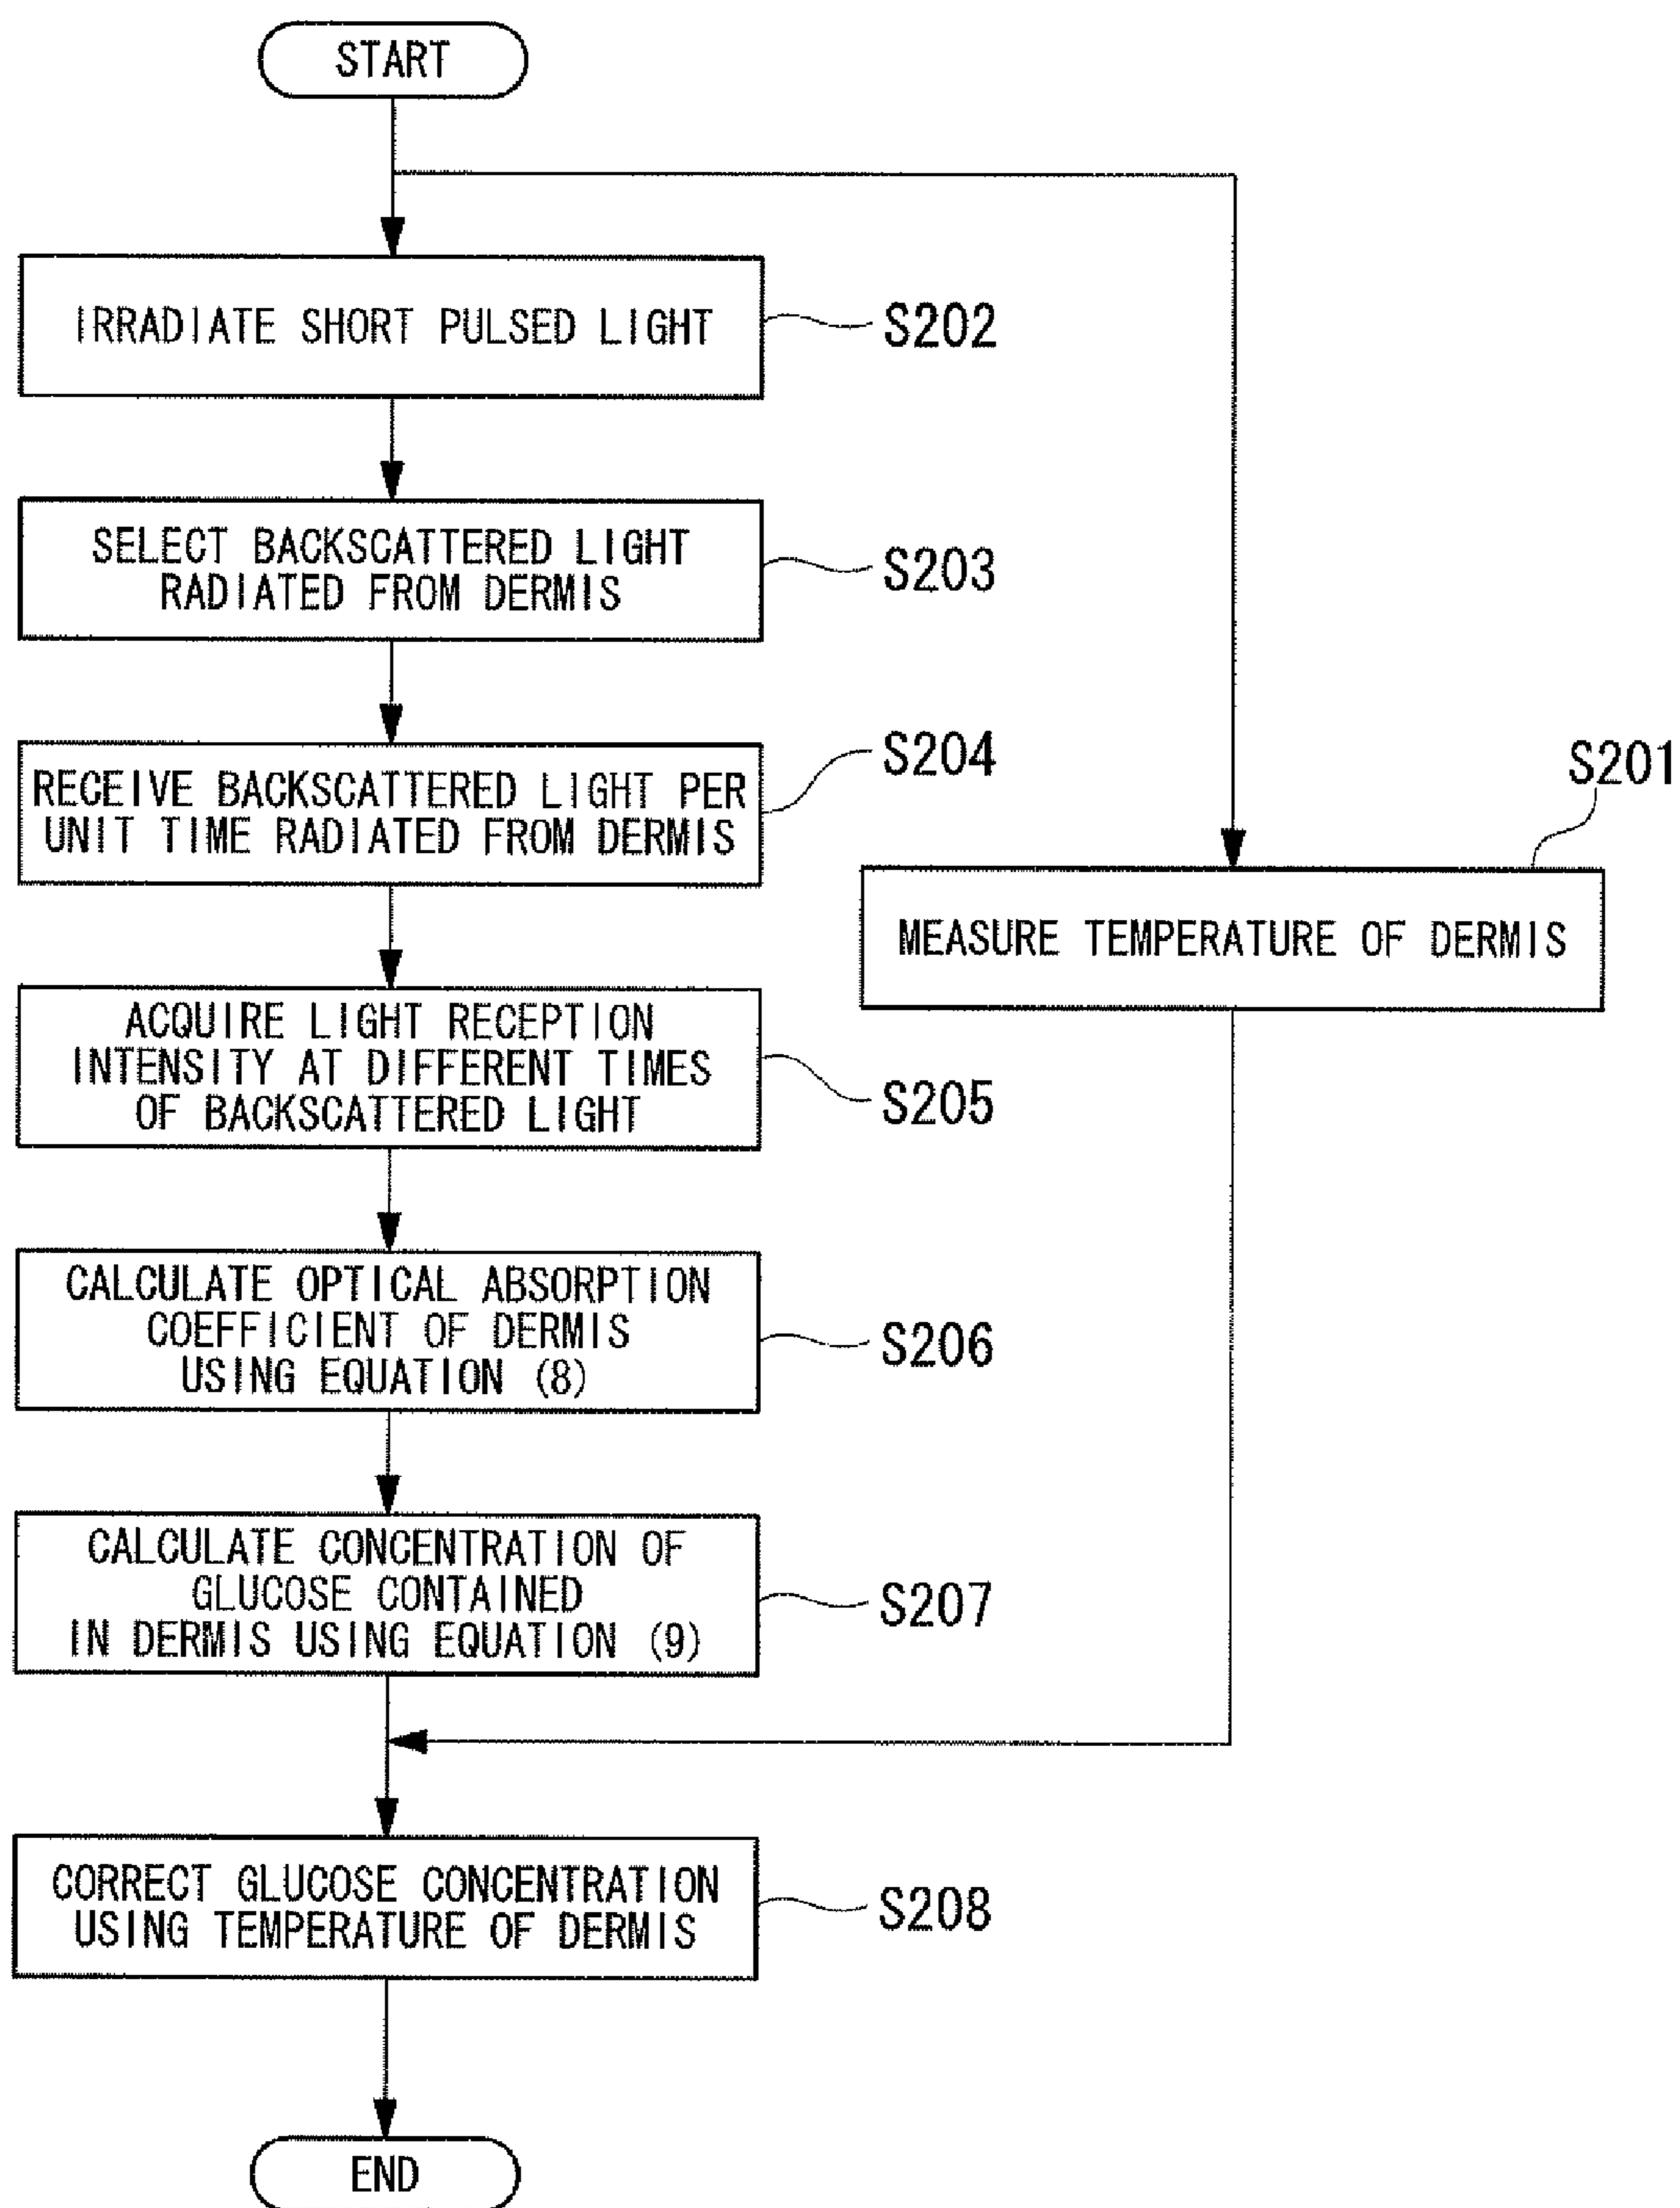 START
IRRADIATE SHORT PULSED LIGHT
S202
SELECT BACKSCATTERED LIGHT
RADIATED FROM DERMIS
S203
RECEIVE BACKSCATTERED LIGHT PER
UNIT TIME RADIATED FROM DERMIS
S204
S201
MEASURE TEMPERATURE OF DERMIS
ACQUIRE LIGHT RECEPTION
INTENSITY AT DIFFERENT TIMES
OF BACKSCATTERED LIGHT
S205
CALCULATE OPTICAL ABSORPTION
COEFFICIENT OF DERMIS
USING EQUATION (8)
S206
CALCULATE CONCENTRATION OF
GLUCOSE CONTAINED
IN DERMIS USING EQUATION (9)
S207
CORRECT GLUCOSE CONCENTRATION
USING TEMPERATURE OF DERMIS
S208
END